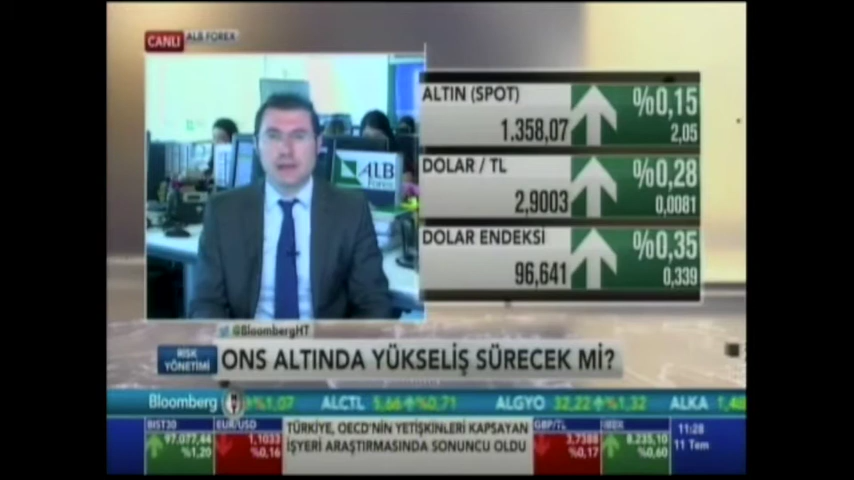 CANLI ALB FOREX
ALTIN (SPOT)
1.358,07
%0,15
2,05
DOLAR / TL
2,9003
%0,28
0,0081
DOLAR ENDEKSİ
96,641
%0,35
0,339
ALB
FOREX
@BloombergHT
RİSK
YÖNETİMİ
ONS ALTINDA YÜKSELİŞ SÜRECEK Mİ?
Bloomberg %1,07 ALCTL 5,66 %0,71 ALGYO 32,22 %1,32 ALKA 1,48
BIST30
97,077,44
%1,20
EUR/USD
1,1033
%0,16
TÜRKİYE, OECD'NİN YETİŞKİNLERİ KAPSAYAN
İŞYERİ ARAŞTIRMASINDA SONUNCU OLDU
GBP/TL
3,7388
%0,17
8,235,10
%0,60
11:28
11 Tem